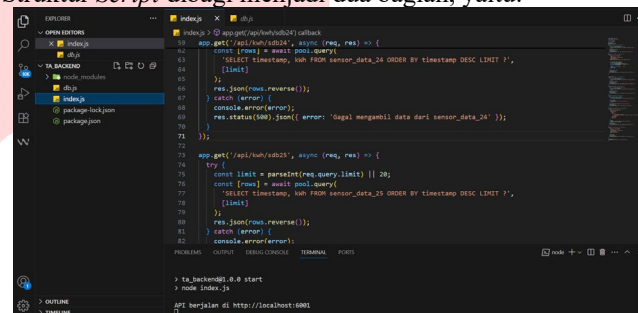 Struktur Script dibagi menjadi dua bagian, yaitu:
EXPLORER
OPEN EDITORS
index.js
db.js
TA_BACKEND
node_modules
db.js
index.js
package-lock.json
package.json
OUTLINE
TIMELINE
index.js
db.js
index.js > app.get('/api/kwh/sdb24') callback
59 app.get('/api/kwh/sdb24', async (req, res) => {
62 const [rows] = await pool.query(
63 'SELECT timestamp, kWh FROM sensor_data_24 ORDER BY timestamp DESC LIMIT ?',
64 [limit]
65 );
66 res.json(rows.reverse());
67 } catch (error) {
68 console.error(error);
69 res.status(500).json({ error: 'Gagal mengambil data dari sensor_data_24' });
70 }
71 });
72
73 app.get('/api/kwh/sdb25', async (req, res) => {
74 try {
75 const limit = parseInt(req.query.limit) || 20;
76 const [rows] = await pool.query(
77 'SELECT timestamp, kWh FROM sensor_data_25 ORDER BY timestamp DESC LIMIT ?',
78 [limit]
79 );
80 res.json(rows.reverse());
81 } catch (error) {
82 console.error(error);
PROBLEMS OUTPUT DEBUG CONSOLE TERMINAL PORTS
node
> ta_backend@1.0.0 start
> node index.js
API berjalan di http://localhost:6001